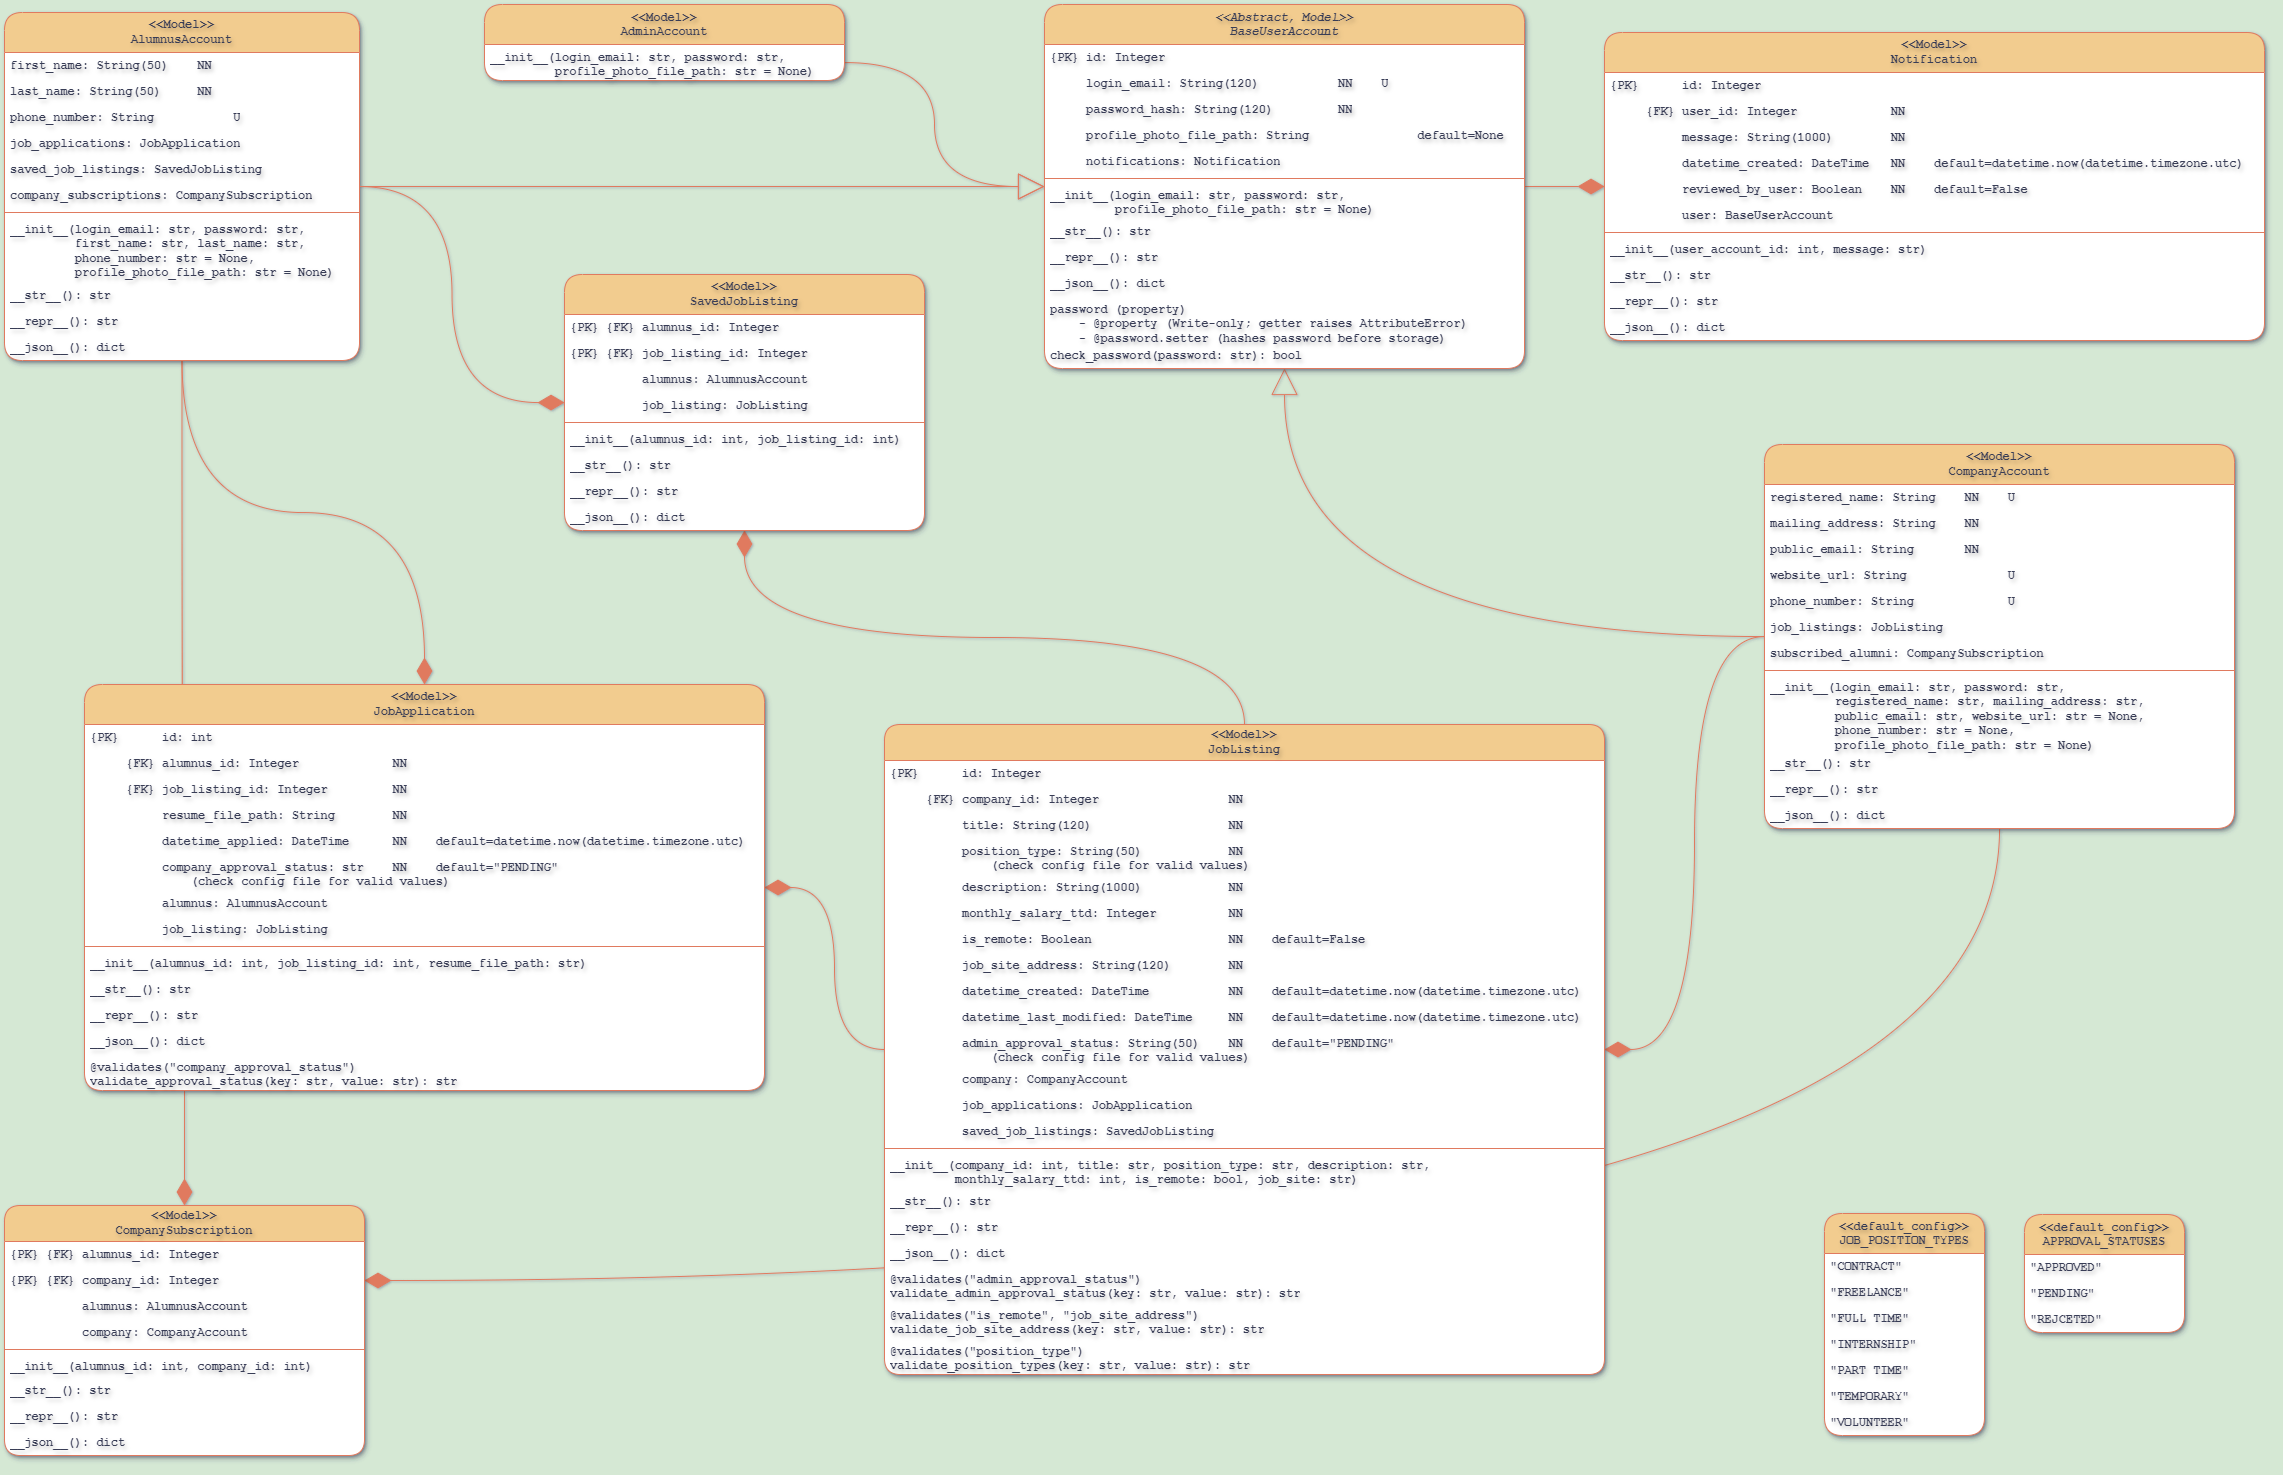 <<Model>>
AlumnusAccount
first_name: String(50) NN
last_name: String(50) NN
phone_number: String U
job_applications: JobApplication
saved_job_listings: SavedJobListing
company_subscriptions: CompanySubscription
__init__(login_email: str, password: str,
first_name: str, last_name: str,
phone_number: str = None,
profile_photo_file_path: str = None)
__str__(): str
__repr__(): str
__json__(): dict
<<Model>>
AdminAccount
__init__(login_email: str, password: str,
profile_photo_file_path: str = None)
<<Abstract, Model>>
BaseUserAccount
{PK} id: Integer
login_email: String(120) NN U
password_hash: String(120) NN
profile_photo_file_path: String default=None
notifications: Notification
__init__(login_email: str, password: str,
profile_photo_file_path: str = None)
__str__(): str
__repr__(): str
__json__(): dict
password (property)
- @property (Write-only; getter raises AttributeError)
- @password.setter (hashes password before storage)
check_password(password: str): bool
<<Model>>
Notification
{PK} id: Integer
{FK} user_id: Integer NN
message: String(1000) NN
datetime_created: DateTime NN default=datetime.now(datetime.timezone.utc)
reviewed_by_user: Boolean NN default=False
user: BaseUserAccount
__init__(user_account_id: int, message: str)
__str__(): str
__repr__(): str
__json__(): dict
<<Model>>
SavedJobListing
{PK} {FK} alumnus_id: Integer
{PK} {FK} job_listing_id: Integer
alumnus: AlumnusAccount
job_listing: JobListing
__init__(alumnus_id: int, job_listing_id: int)
__str__(): str
__repr__(): str
__json__(): dict
<<Model>>
CompanyAccount
registered_name: String NN U
mailing_address: String NN
public_email: String NN
website_url: String U
phone_number: String U
job_listings: JobListing
subscribed_alumni: CompanySubscription
__init__(login_email: str, password: str,
registered_name: str, mailing_address: str,
public_email: str, website_url: str = None,
phone_number: str = None,
profile_photo_file_path: str = None)
__str__(): str
__repr__(): str
__json__(): dict
<<Model>>
JobApplication
{PK} id: int
{FK} alumnus_id: Integer NN
{FK} job_listing_id: Integer NN
resume_file_path: String NN
datetime_applied: DateTime NN default=datetime.now(datetime.timezone.utc)
company_approval_status: str NN default="PENDING"
(check config file for valid values)
alumnus: AlumnusAccount
job_listing: JobListing
__init__(alumnus_id: int, job_listing_id: int, resume_file_path: str)
__str__(): str
__repr__(): str
__json__(): dict
@validates("company_approval_status")
validate_approval_status(key: str, value: str): str
<<Model>>
JobListing
{PK} id: Integer
{FK} company_id: Integer NN
title: String(120) NN
position_type: String(50) NN
(check config file for valid values)
description: String(1000) NN
monthly_salary_ttd: Integer NN
is_remote: Boolean NN default=False
job_site_address: String(120) NN
datetime_created: DateTime NN default=datetime.now(datetime.timezone.utc)
datetime_last_modified: DateTime NN default=datetime.now(datetime.timezone.utc)
admin_approval_status: String(50) NN default="PENDING"
(check config file for valid values)
company: CompanyAccount
job_applications: JobApplication
saved_job_listings: SavedJobListing
__init__(company_id: int, title: str, position_type: str, description: str,
monthly_salary_ttd: int, is_remote: bool, job_site: str)
__str__(): str
__repr__(): str
__json__(): dict
@validates("admin_approval_status")
validate_admin_approval_status(key: str, value: str): str
@validates("is_remote", "job_site_address")
validate_job_site_address(key: str, value: str): str
@validates("position_type")
validate_position_types(key: str, value: str): str
<<Model>>
CompanySubscription
{PK} {FK} alumnus_id: Integer
{PK} {FK} company_id: Integer
alumnus: AlumnusAccount
company: CompanyAccount
__init__(alumnus_id: int, company_id: int)
__str__(): str
__repr__(): str
__json__(): dict
<<default_config>>
JOB_POSITION_TYPES
"CONTRACT"
"FREELANCE"
"FULL TIME"
"INTERNSHIP"
"PART TIME"
"TEMPORARY"
"VOLUNTEER"
<<default_config>>
APPROVAL_STATUSES
"APPROVED"
"PENDING"
"REJCETED"